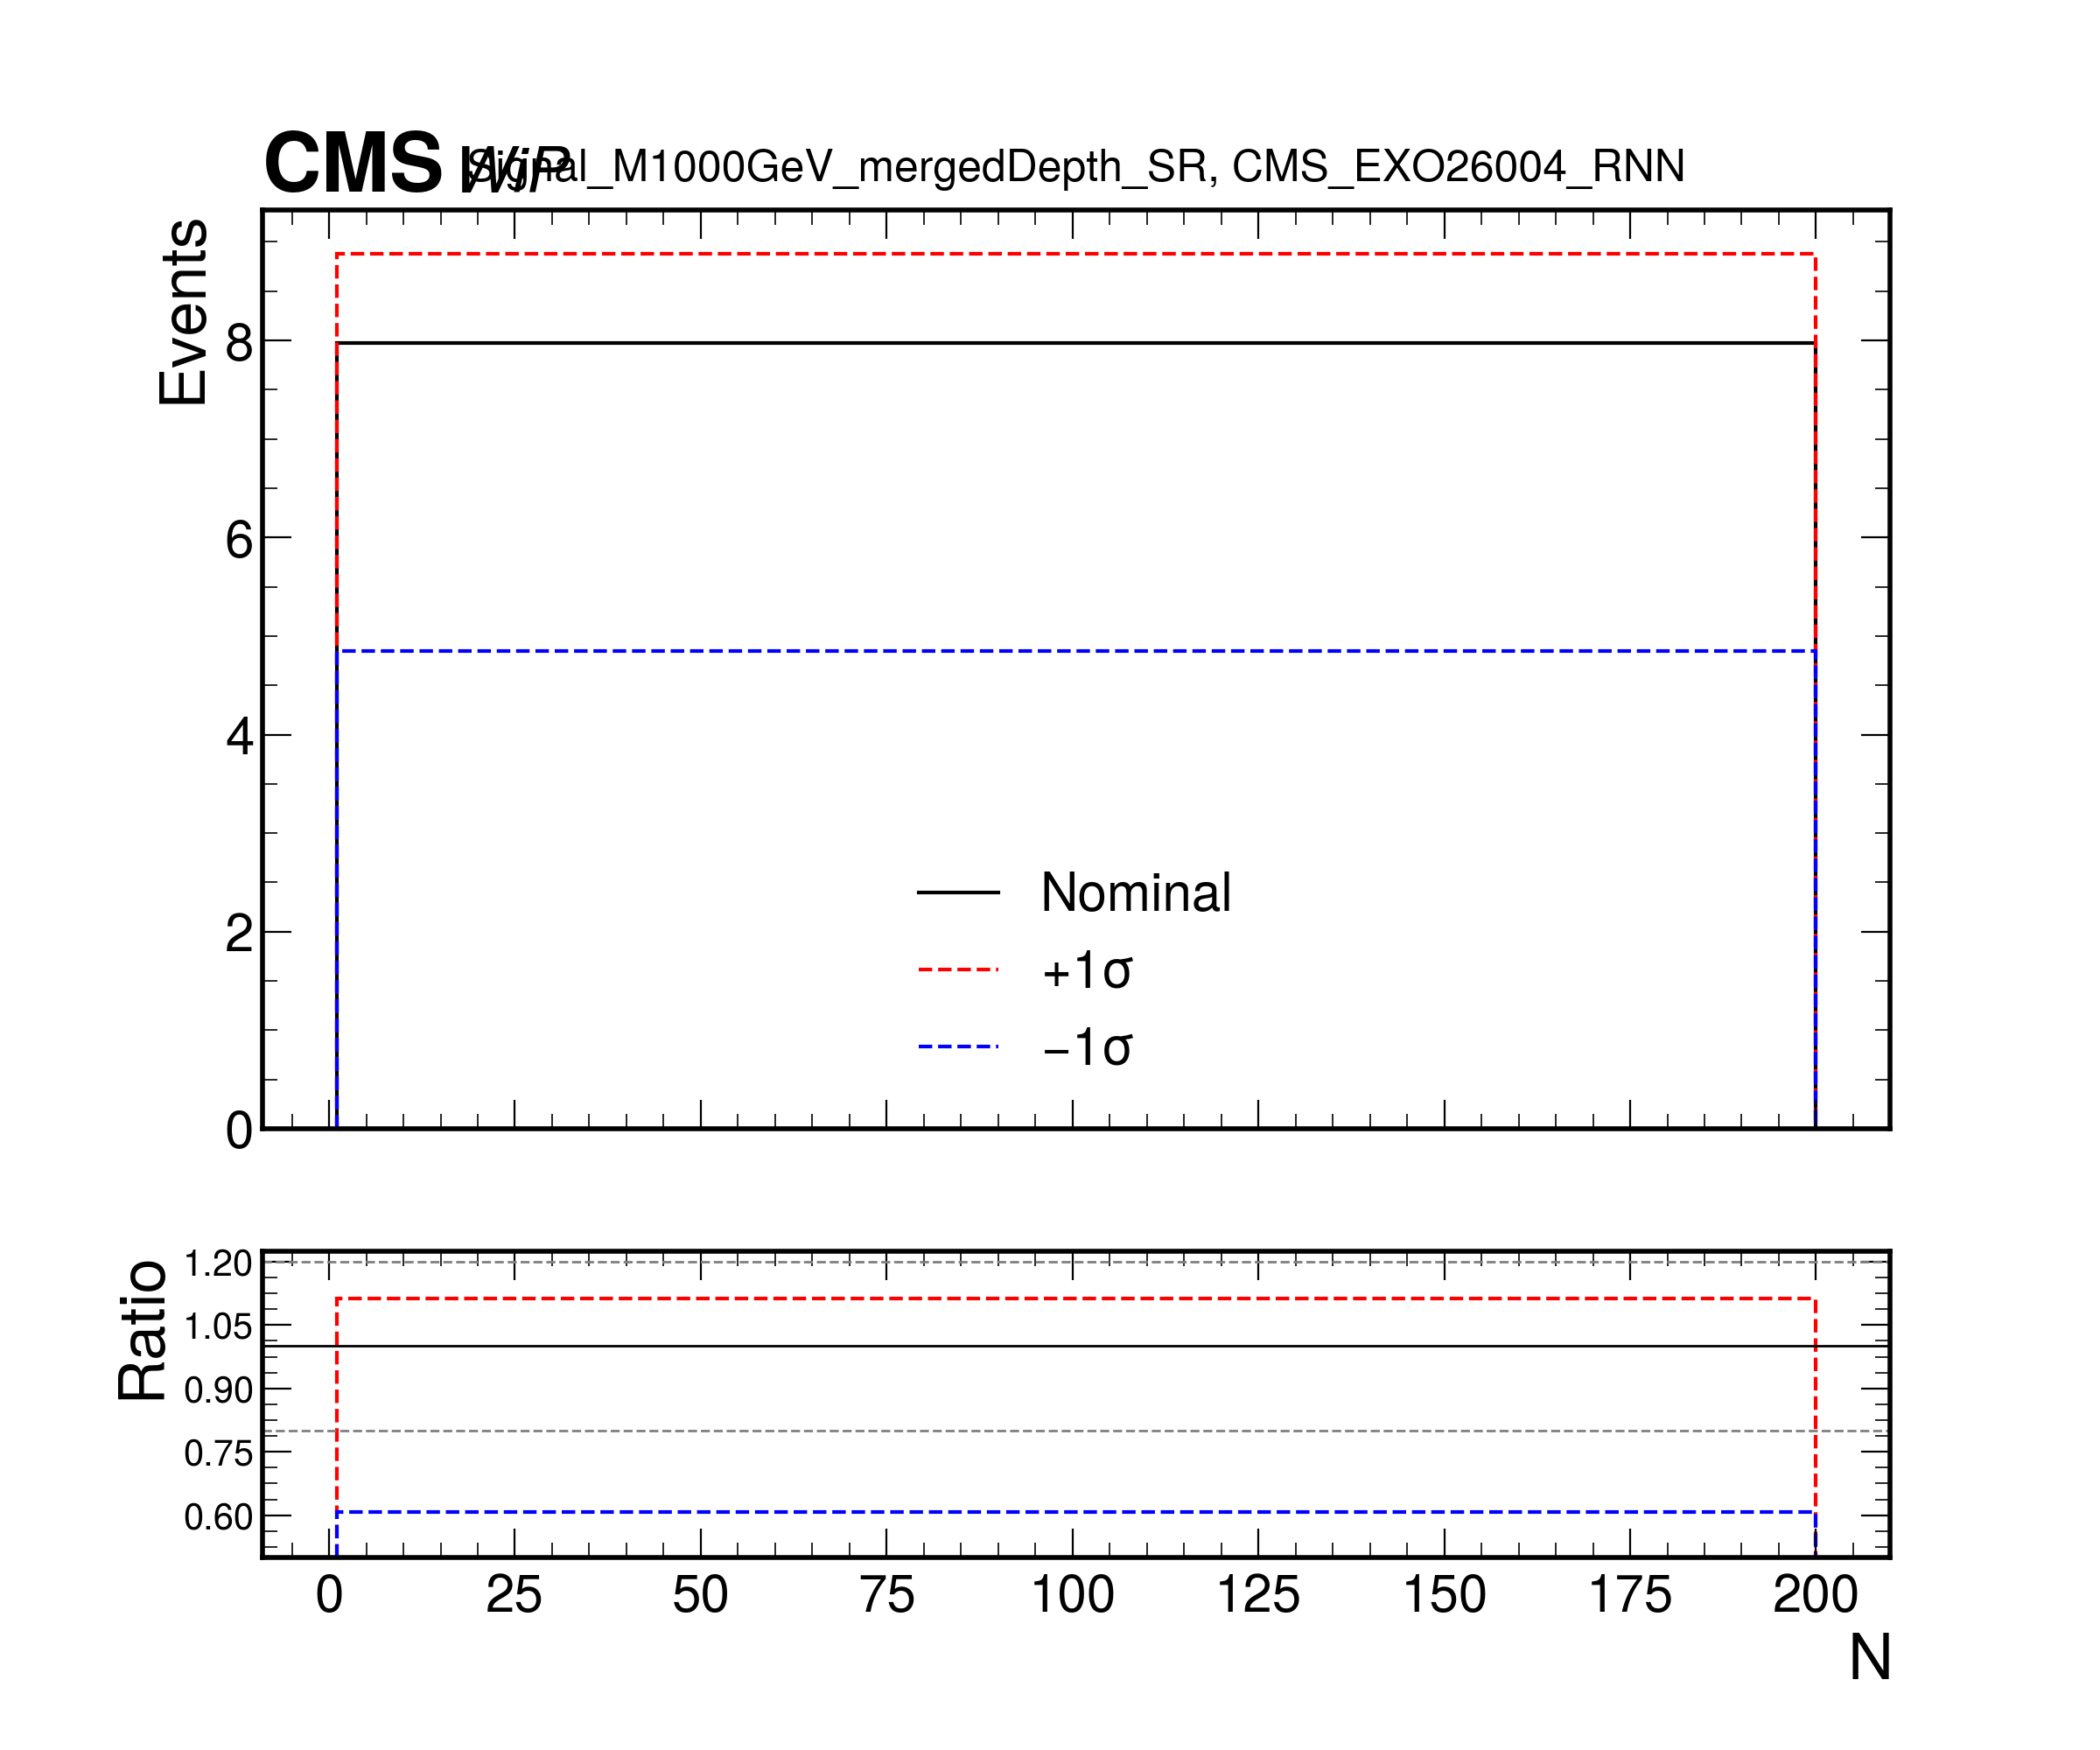 CMS WiP
Signal_M1000GeV_mergedDepth_SR, CMS_EXO26004_RNN
Events
8
6
4
2
0
Nominal
+1σ
−1σ
Ratio
1.20
1.05
0.90
0.75
0.60
0 25 50 75 100 125 150 175 200
N